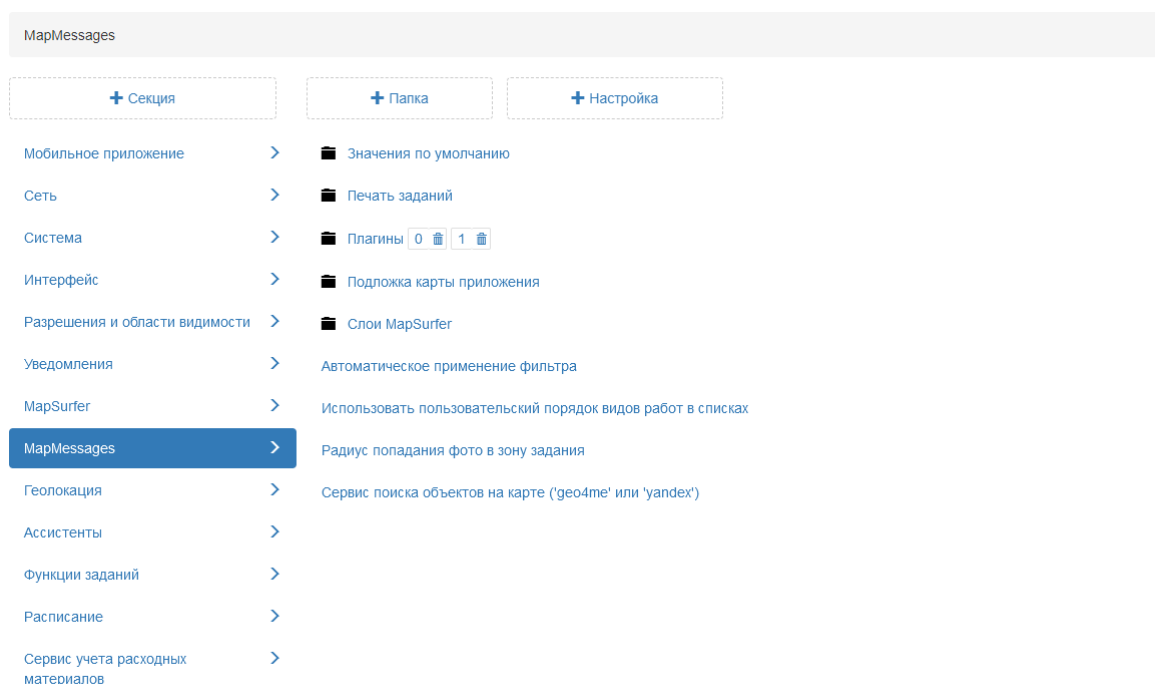 MapMessages
Секция
Папка
Настройка
Мобильное приложение
Сеть
Система
Интерфейс
Разрешения и области видимости
Уведомления
MapSurfer
MapMessages
Геолокация
Ассистенты
Функции заданий
Расписание
Сервис учета расходных
материалов
Значения по умолчанию
Печать заданий
Плагины 0 1
Подложка карты приложения
Слои MapSurfer
Автоматическое применение фильтра
Использовать пользовательский порядок видов работ в списках
Радиус попадания фото в зону задания
Сервис поиска объектов на карте ('geo4me' или 'yandex')